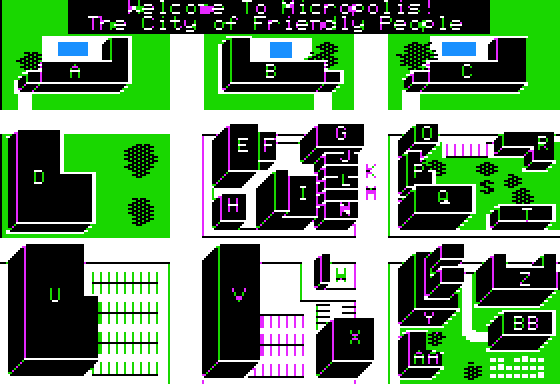 Welcome To Micropolis!
The City of Friendly People
A B C
D E F G O R
J K
P
L
H I M Q S
N T
U V W Z
Y BB
X
AA